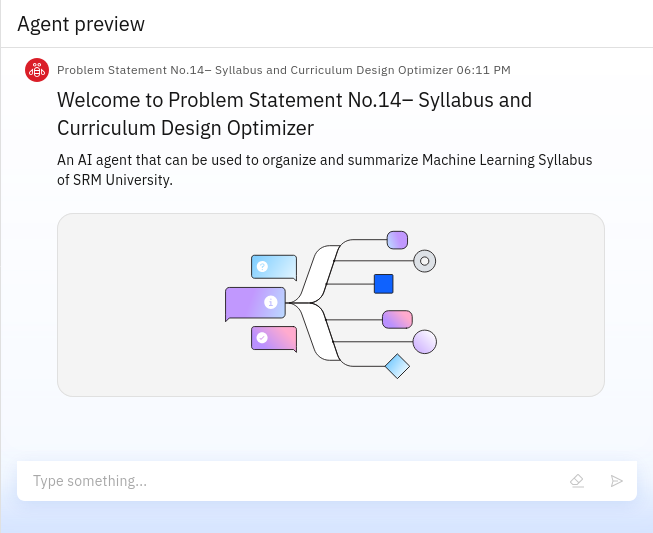 Agent preview
Problem Statement No.14– Syllabus and Curriculum Design Optimizer 06:11 PM
Welcome to Problem Statement No.14– Syllabus and
Curriculum Design Optimizer
An AI agent that can be used to organize and summarize Machine Learning Syllabus
of SRM University.
?
i
Type something...